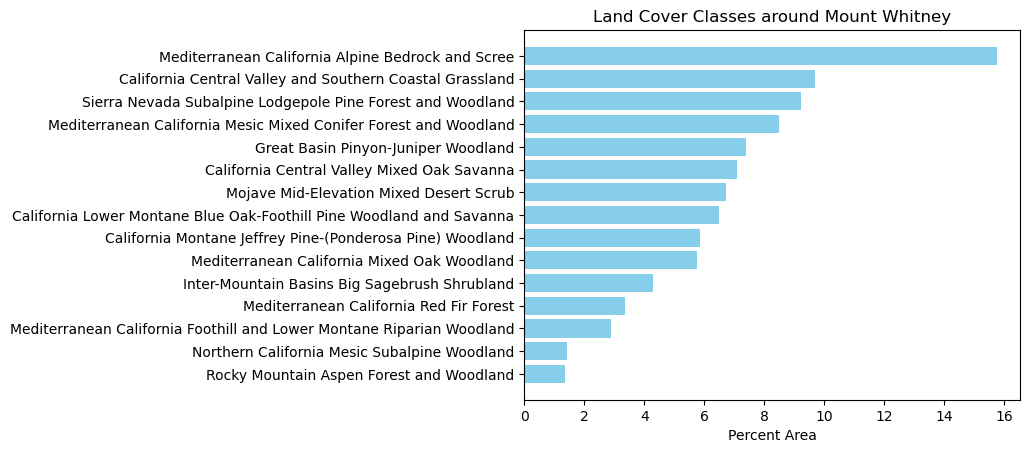 Land Cover Classes around Mount Whitney
Mediterranean California Alpine Bedrock and Scree
California Central Valley and Southern Coastal Grassland
Sierra Nevada Subalpine Lodgepole Pine Forest and Woodland
Mediterranean California Mesic Mixed Conifer Forest and Woodland
Great Basin Pinyon-Juniper Woodland
California Central Valley Mixed Oak Savanna
Mojave Mid-Elevation Mixed Desert Scrub
California Lower Montane Blue Oak-Foothill Pine Woodland and Savanna
California Montane Jeffrey Pine-(Ponderosa Pine) Woodland
Mediterranean California Mixed Oak Woodland
Inter-Mountain Basins Big Sagebrush Shrubland
Mediterranean California Red Fir Forest
Mediterranean California Foothill and Lower Montane Riparian Woodland
Northern California Mesic Subalpine Woodland
Rocky Mountain Aspen Forest and Woodland
0 2 4 6 8 10 12 14 16
Percent Area